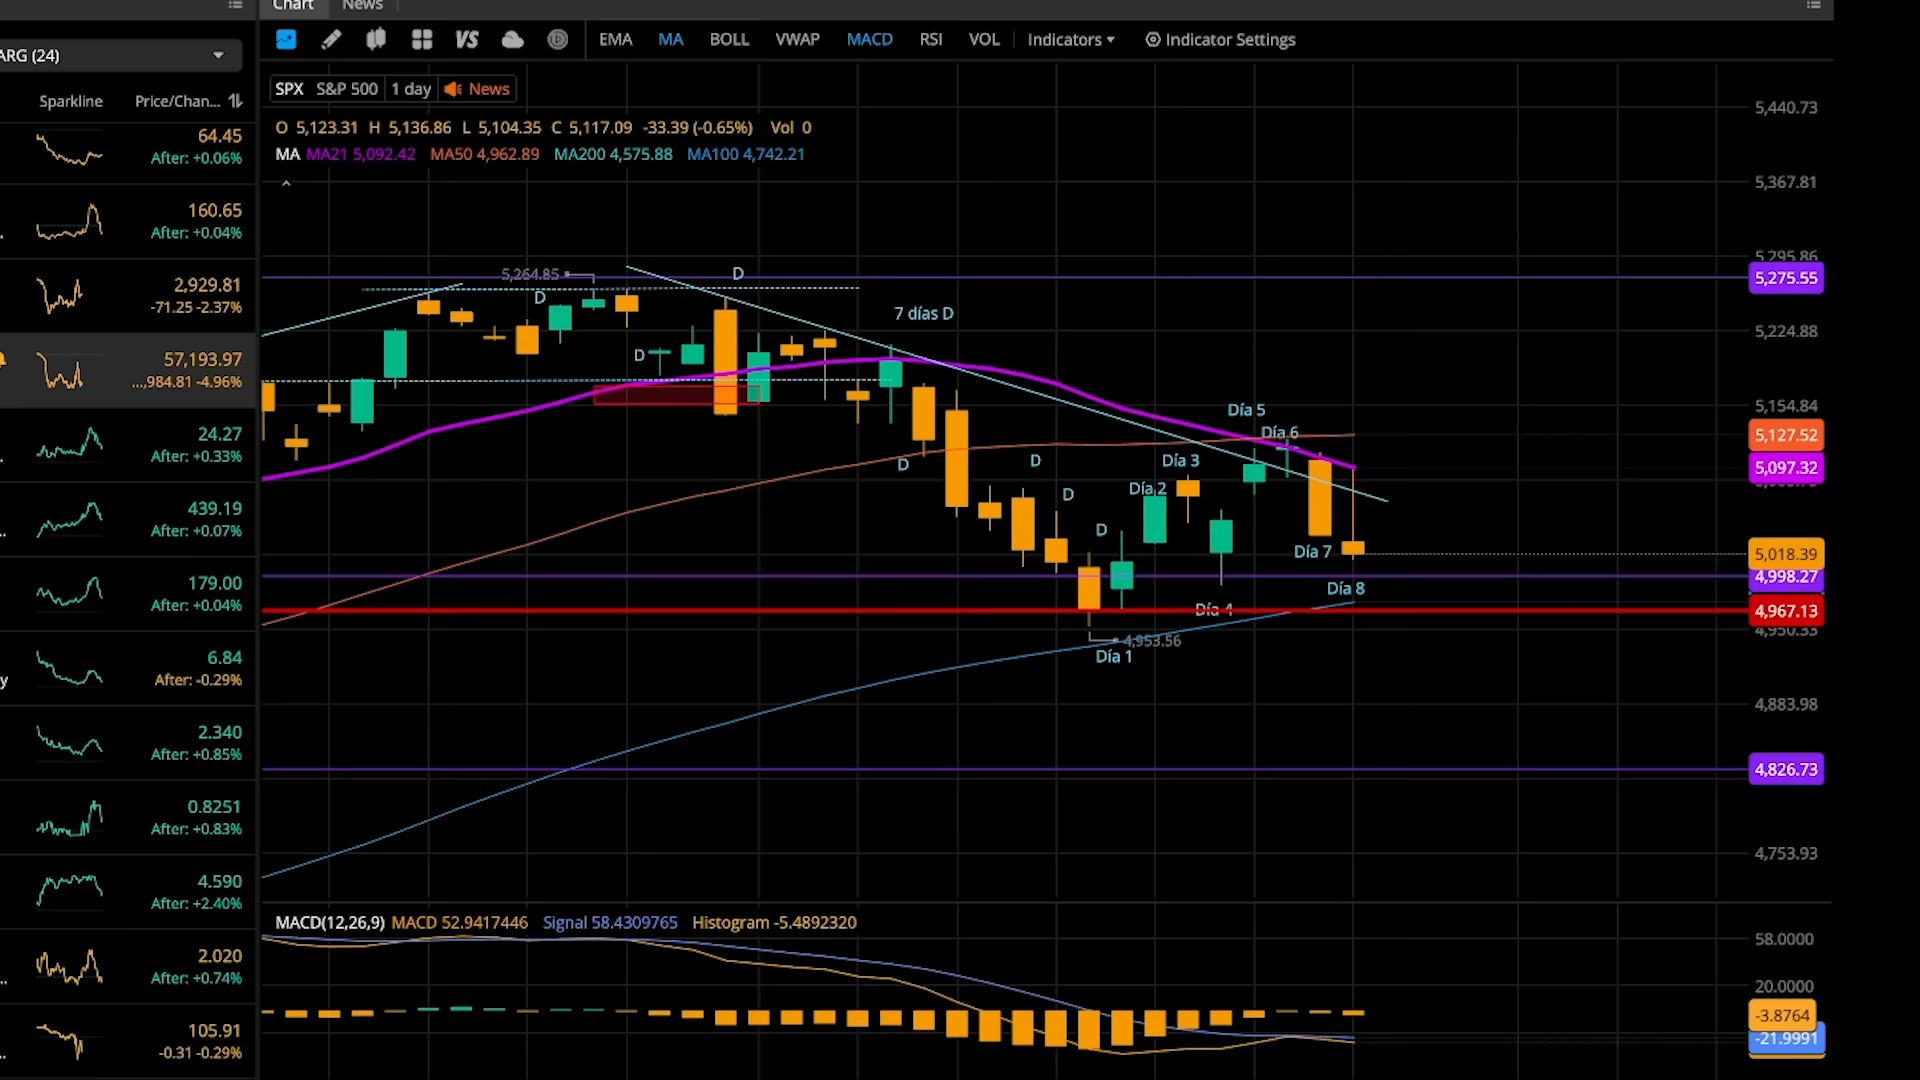 Chart News
EMA MA BOLL VWAP MACD RSI VOL Indicators Indicator Settings
ARG (24)
Sparkline Price/Chan...
64.45
After: +0.06%
160.65
After: +0.04%
2,929.81
-71.25 -2.37%
57,193.97
...,984.81 -4.96%
24.27
After: +0.33%
439.19
After: +0.07%
179.00
After: +0.04%
6.84
After: -0.29%
2.340
After: +0.85%
0.8251
After: +0.83%
4.590
After: +2.40%
2.020
After: +0.74%
105.91
-0.31 -0.29%
SPX S&P 500 1 day News
O 5,123.31 H 5,136.86 L 5,104.35 C 5,117.09 -33.39 (-0.65%) Vol 0
MA MA21 5,092.42 MA50 4,962.89 MA200 4,575.88 MA100 4,742.21
5,264.85
D
D
D
7 días D
D
D
D
D
Día 1
Día 2
Día 3
Día 4
Día 5
Día 6
Día 7
Día 8
4,953.56
5,440.73
5,367.81
5,295.86
5,275.55
5,224.88
5,154.84
5,127.52
5,097.32
5,018.39
4,998.27
4,967.13
4,950.33
4,883.98
4,826.73
4,753.93
MACD(12,26,9) MACD 52.9417446 Signal 58.4309765 Histogram -5.4892320
58.0000
20.0000
-3.8764
-21.9991